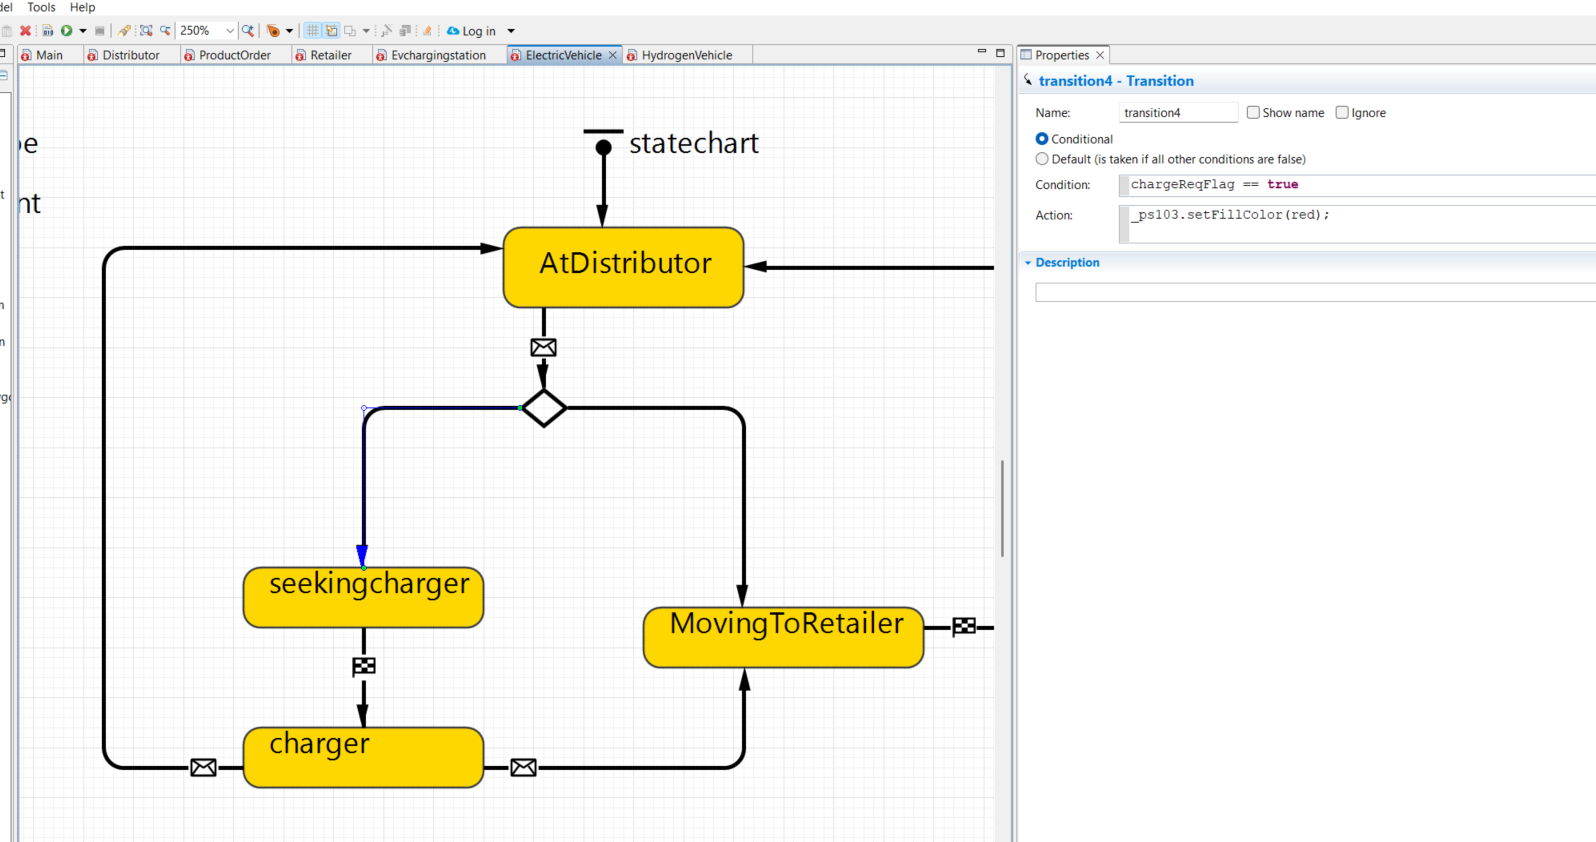 del Tools Help
250% Log in
Main Distributor ProductOrder Retailer Evchargingstation ElectricVehicle HydrogenVehicle
Properties
transition4 - Transition
Name: transition4 Show name Ignore
Conditional
Default (is taken if all other conditions are false)
Condition: chargeReqFlag == true
Action: _ps103.setFillColor(red);
Description
statechart
nt
AtDistributor
seekingcharger
MovingToRetailer
charger